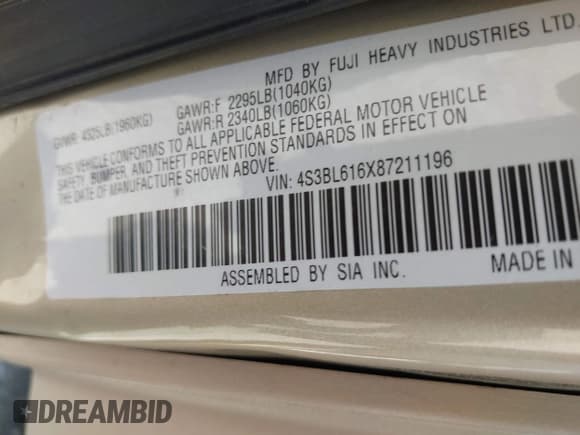 MFD BY FUJI HEAVY INDUSTRIES LTD
GVWR: 4325LB(1960KG) GAWR:F 2295LB(1040KG)
GAWR:R 2340LB(1060KG)
THIS VEHICLE CONFORMS TO ALL APPLICABLE FEDERAL MOTOR VEHICLE
SAFETY, BUMPER, AND THEFT PREVENTION STANDARDS IN EFFECT ON
THE DATE OF MANUFACTURE SHOWN ABOVE.
VIN: 4S3BL616X87211196
ASSEMBLED BY SIA INC. MADE IN
DREAMBID